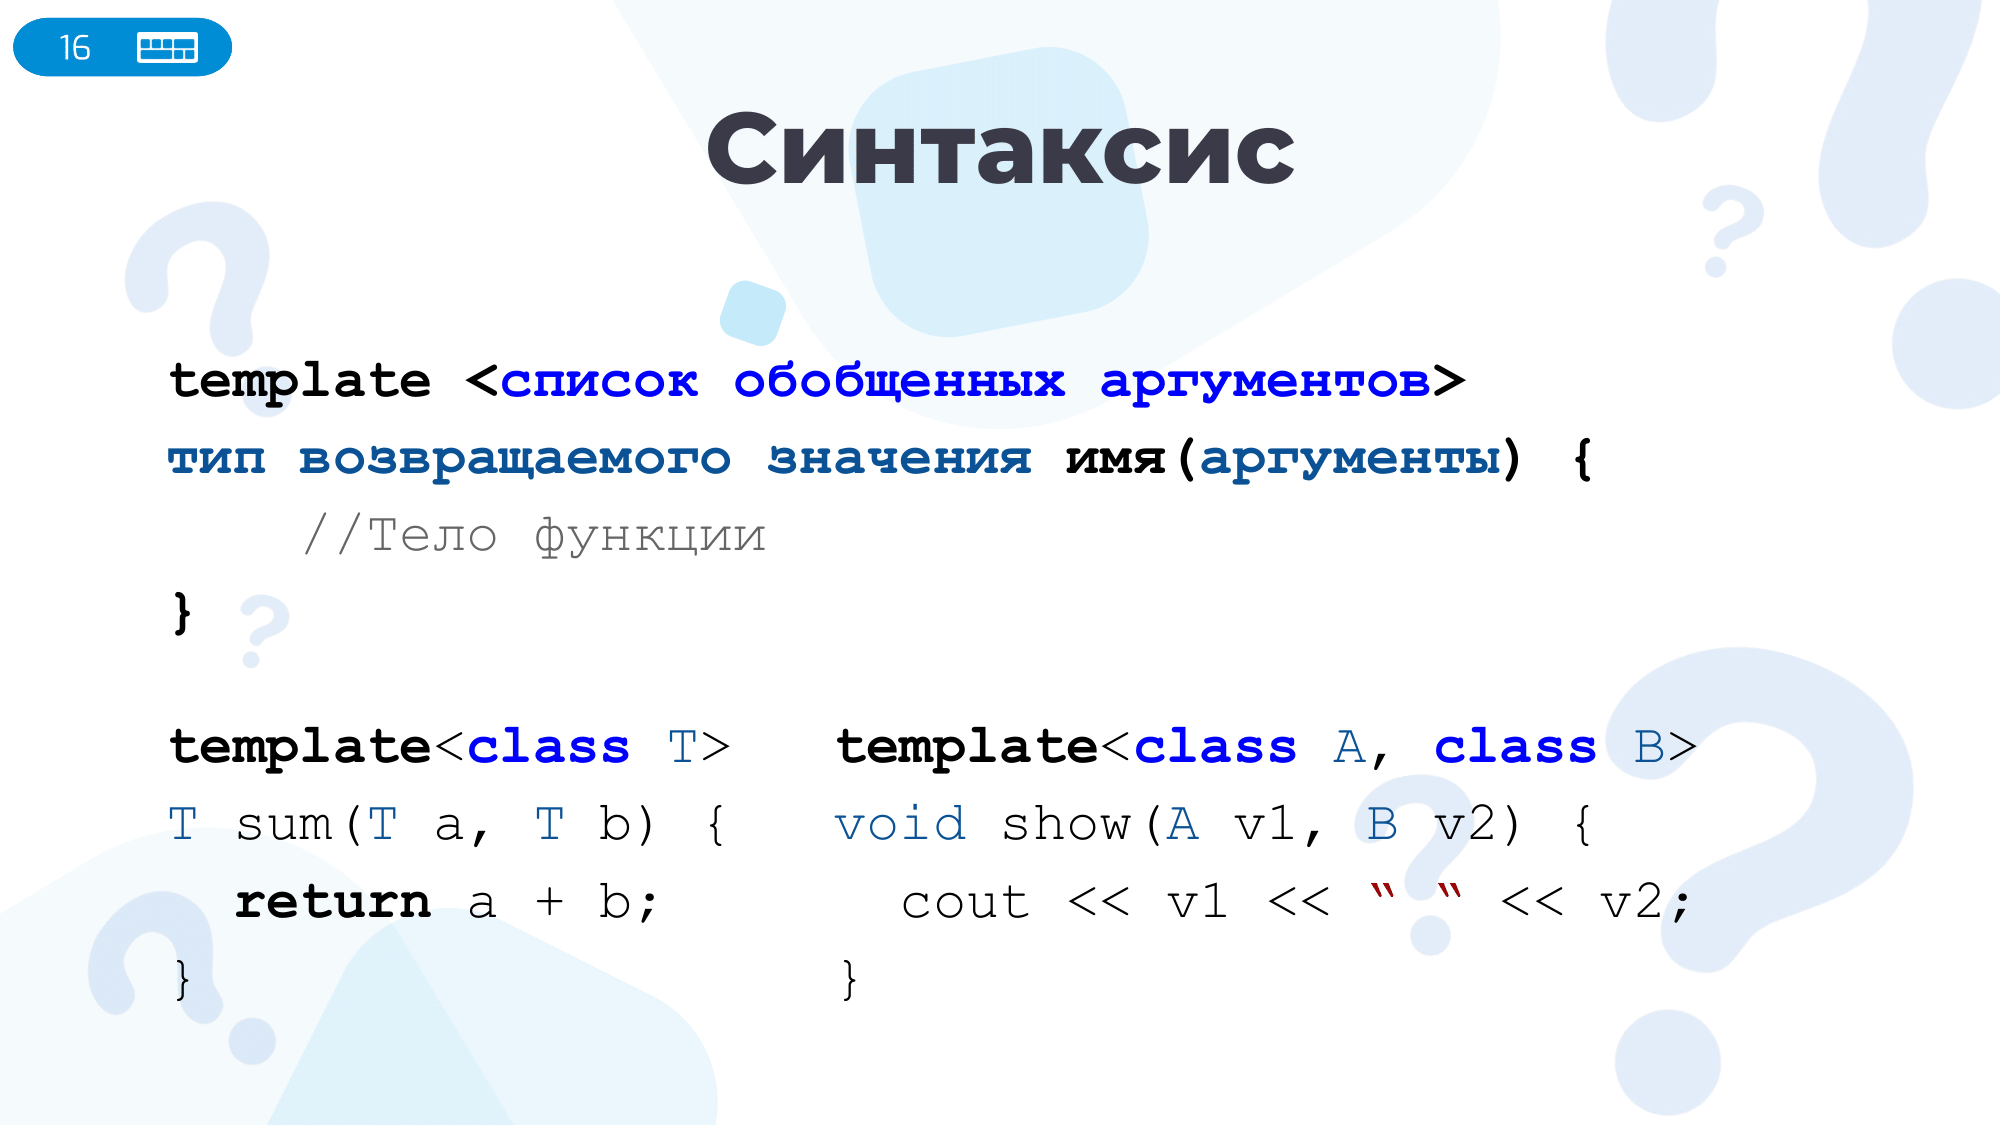 16
Синтаксис
template <список обобщенных аргументов>
тип возвращаемого значения имя(аргументы) {
    //Тело функции
}
template<class T>
T sum(T a, T b) {
  return a + b;
}
template<class A, class B>
void show(A v1, B v2) {
  cout << v1 << “ “ << v2;
}